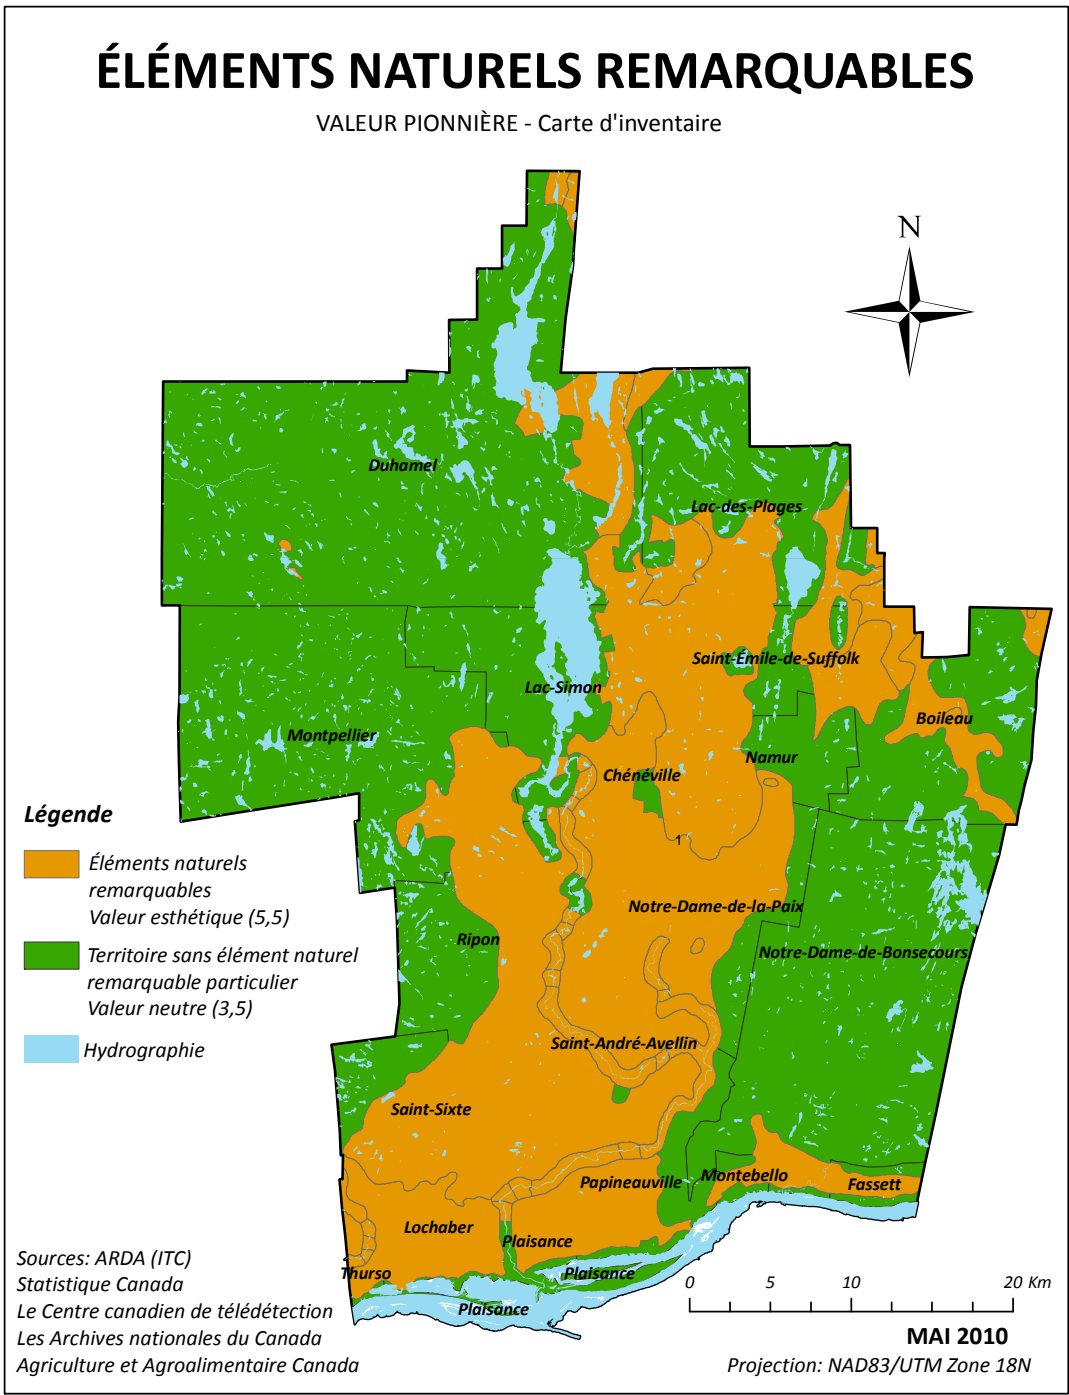 ÉLÉMENTS NATURELS REMARQUABLES
VALEUR PIONNIÈRE - Carte d'inventaire
N
Duhamel
Lac-des-Plages
Saint-Émile-de-Suffolk
Lac-Simon
Boileau
Montpellier
Namur
Chénéville
1
Notre-Dame-de-la-Paix
Ripon
Notre-Dame-de-Bonsecours
Saint-André-Avellin
Saint-Sixte
Montebello
Papineauville
Fassett
Lochaber
Plaisance
Thurso
Plaisance
Plaisance
Légende
Éléments naturels
remarquables
Valeur esthétique (5,5)
Territoire sans élément naturel
remarquable particulier
Valeur neutre (3,5)
Hydrographie
Sources: ARDA (ITC)
Statistique Canada
Le Centre canadien de télédétection
Les Archives nationales du Canada
Agriculture et Agroalimentaire Canada
0 5 10 20 Km
MAI 2010
Projection: NAD83/UTM Zone 18N